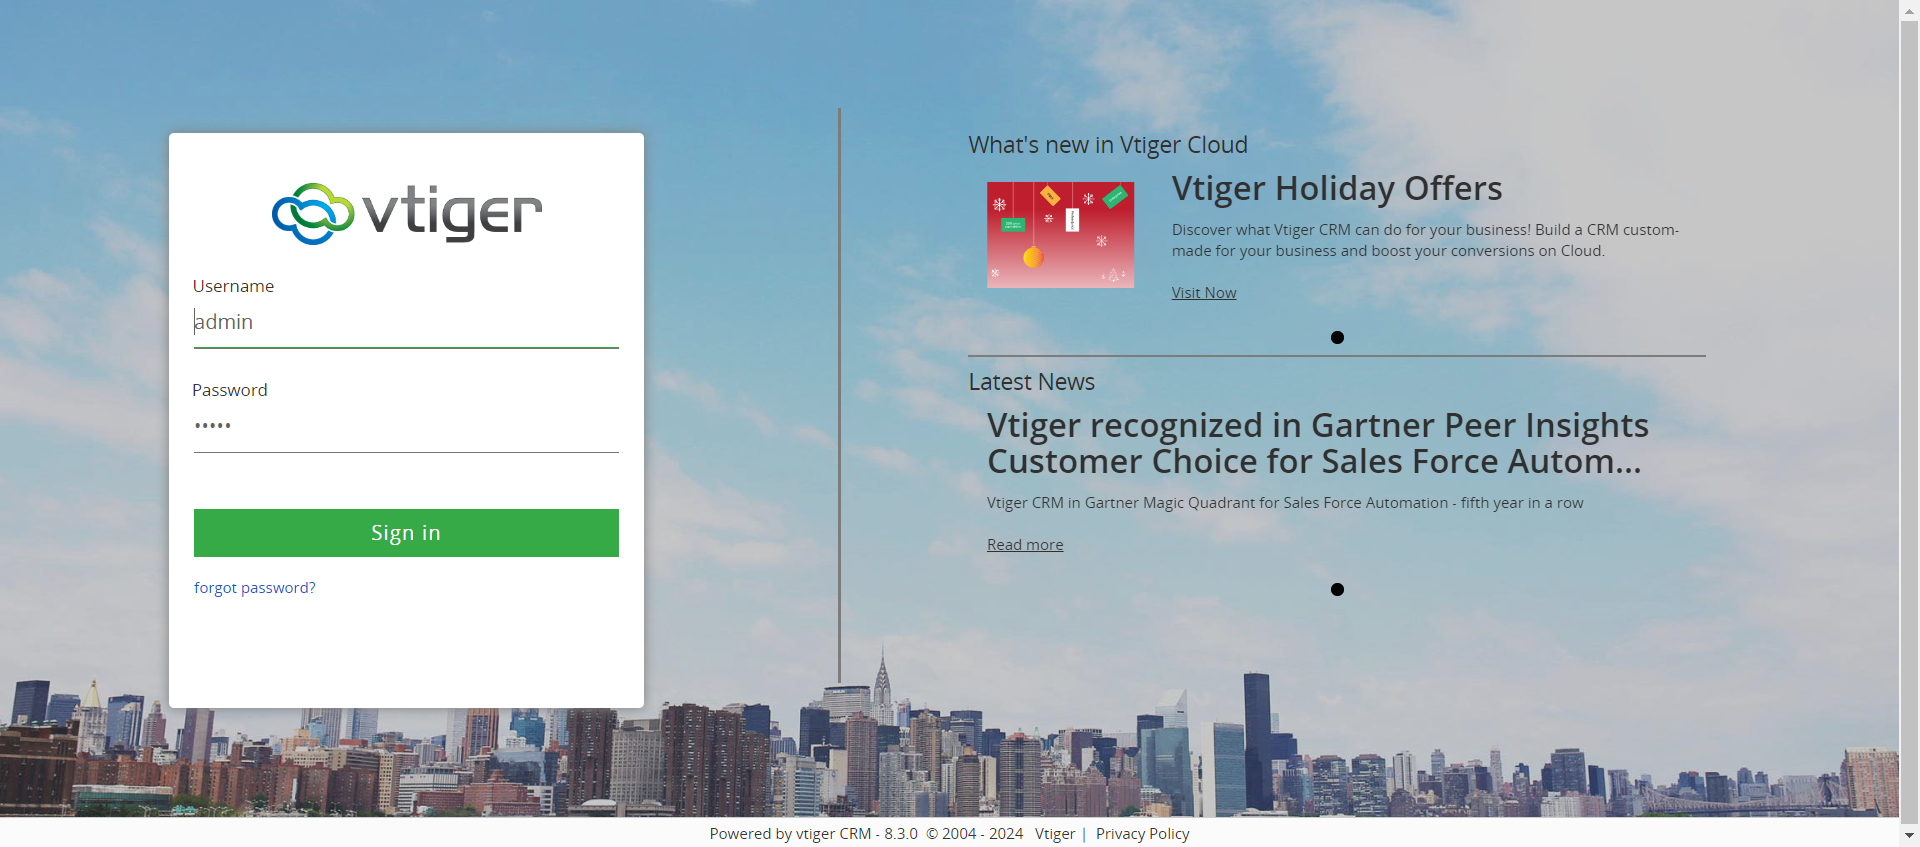 vtiger
Username
admin
Password
•••••
Sign in
forgot password?
What's new in Vtiger Cloud
Vtiger Holiday Offers
Discover what Vtiger CRM can do for your business! Build a CRM custom-
made for your business and boost your conversions on Cloud.
Visit Now
Latest News
Vtiger recognized in Gartner Peer Insights
Customer Choice for Sales Force Autom...
Vtiger CRM in Gartner Magic Quadrant for Sales Force Automation - fifth year in a row
Read more
Powered by vtiger CRM - 8.3.0 © 2004 - 2024 Vtiger | Privacy Policy